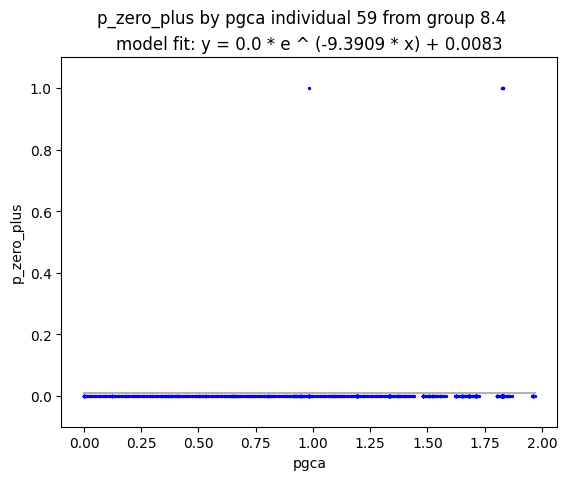 p_zero_plus by pgca individual 59 from group 8.4
model fit: y = 0.0 * e ^ (-9.3909 * x) + 0.0083
1.0
0.8
0.6
0.4
0.2
0.0
p_zero_plus
0.00 0.25 0.50 0.75 1.00 1.25 1.50 1.75 2.00
pgca